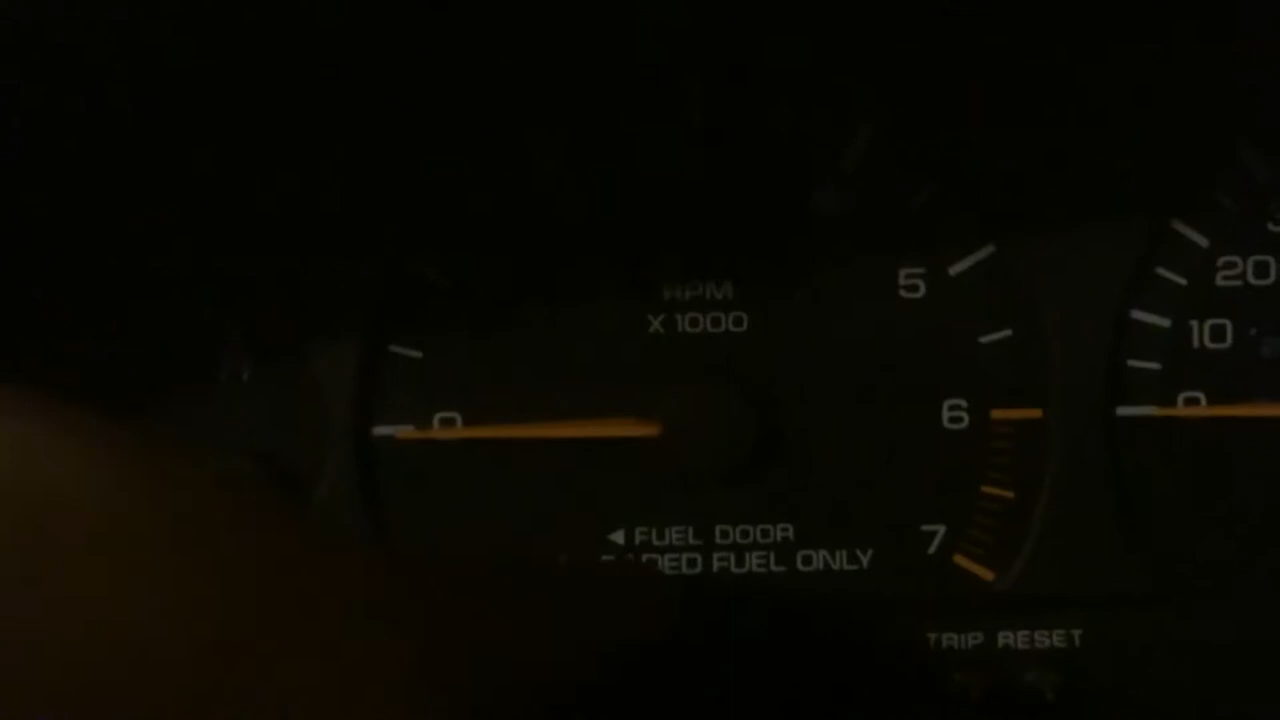 RPM
X 1000
5
20
10
0
6
0
◄ FUEL DOOR
FUEL ONLY
7
TRIP RESET